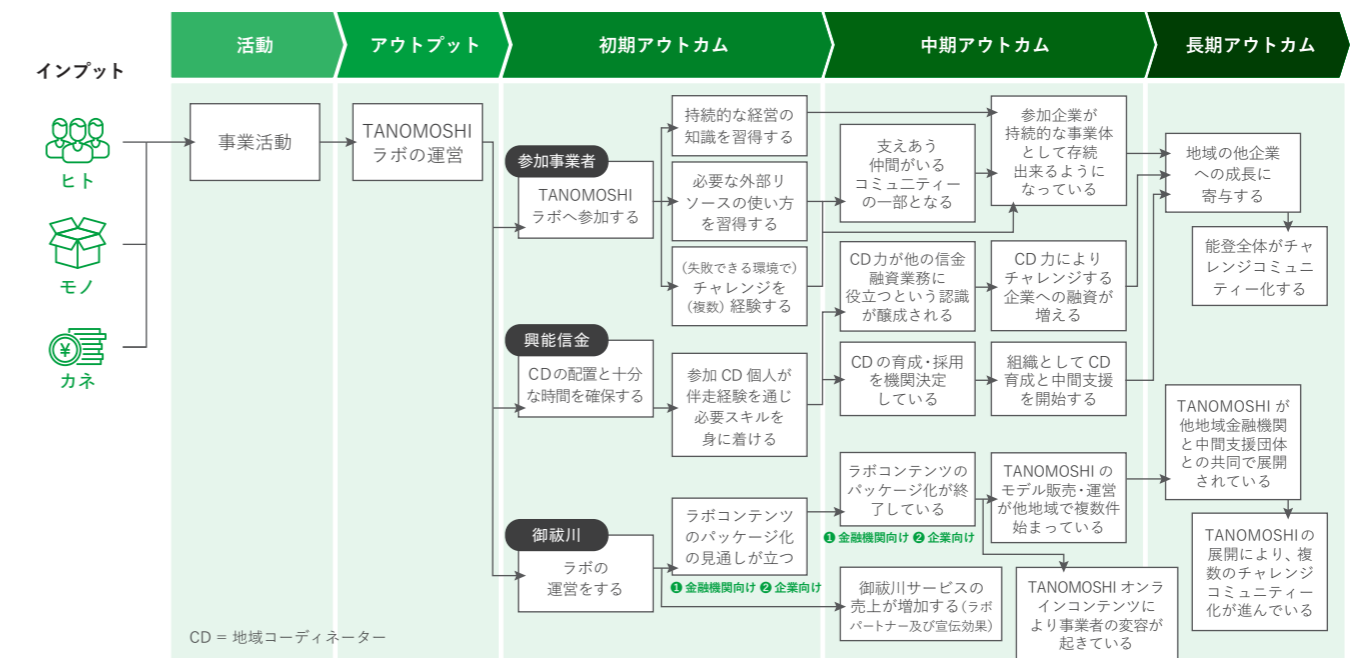 インプット
ヒト
モノ
カネ
活動
アウトプット
初期アウトカム
中期アウトカム
長期アウトカム
事業活動
TANOMOSHI
ラボの運営
参加事業者
TANOMOSHI
ラボへ参加する
持続的な経営の
知識を習得する
必要な外部リ
ソースの使い方
を習得する
(失敗できる環境で)
チャレンジを
(複数) 経験する
支えあう
仲間がいる
コミュニティー
の一部となる
参加企業が
持続的な事業体
として存続
出来るように
なっている
地域の他企業
への成長に
寄与する
能登全体がチャ
レンジコミュニ
ティー化する
興能信金
CDの配置と十分
な時間を確保する
参加 CD 個人が
伴走経験を通じ
必要スキルを
身に着ける
CD力が他の信金
融資業務に
役立つという認識
が醸成される
CD 力により
チャレンジする
企業への融資が
増える
CD の育成・採用
を機関決定
している
組織として CD
育成と中間支援
を開始する
御祓川
ラボの
運営をする
ラボコンテンツ
のパッケージ化
の見通しが立つ
❶ 金融機関向け ❷ 企業向け
ラボコンテンツの
パッケージ化が終
了している
❶ 金融機関向け ❷ 企業向け
TANOMOSHI の
モデル販売・運営
が他地域で複数件
始まっている
御祓川サービスの
売上が増加する(ラボ
パートナー及び宣伝効果)
TANOMOSHI オンラ
インコンテンツに
より事業者の変容が
起きている
TANOMOSHI が
他地域金融機関
と中間支援団体
との共同で展開
されている
TANOMOSHIの
展開により、複
数のチャレンジ
コミュニティー
化が進んでいる
CD = 地域コーディネーター